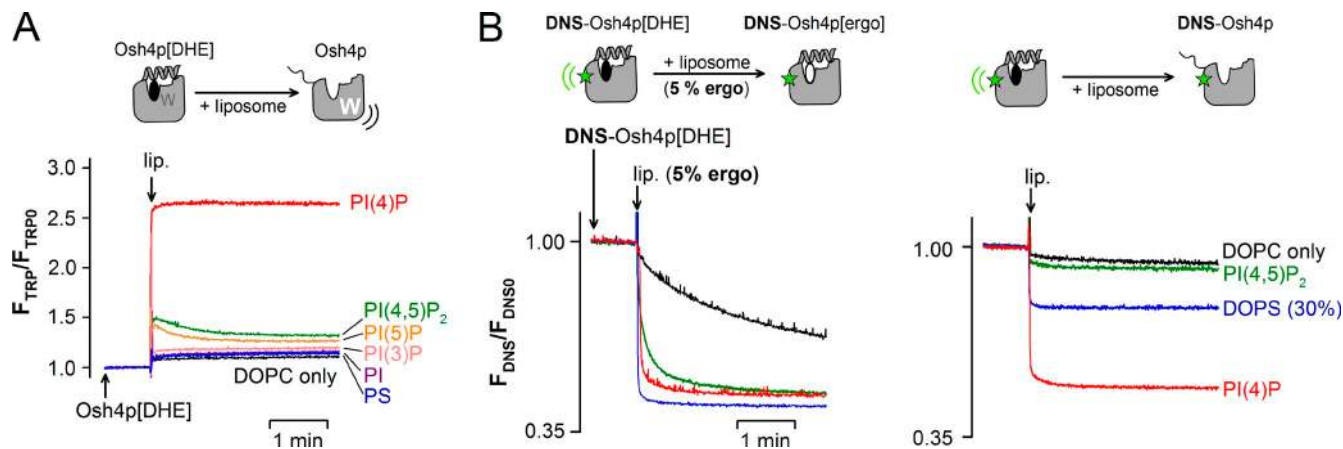 A
Osh4p[DHE]
Osh4p
W
+ liposome
W
lip.
3.0
2.5
2.0
1.5
1.0
F_TRP/F_TRP0
PI(4)P
PI(4,5)P₂
PI(5)P
PI(3)P
PI
PS
DOPC only
Osh4p[DHE]
1 min
B
DNS-Osh4p[DHE]
DNS-Osh4p[ergo]
+ liposome
(5 % ergo)
DNS-Osh4p[DHE]
lip. (5% ergo)
1.00
0.35
F_DNS/F_DNS0
1 min
DNS-Osh4p
+ liposome
lip.
1.00
0.35
DOPC only
PI(4,5)P₂
DOPS (30%)
PI(4)P